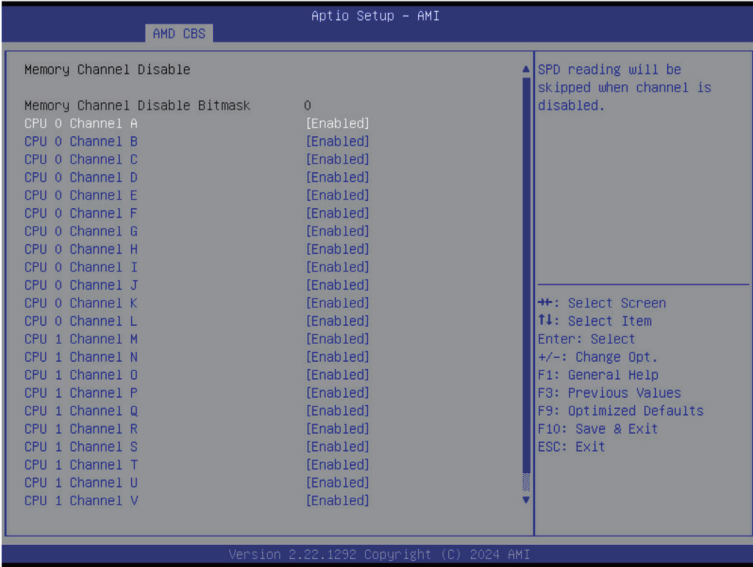 Aptio Setup – AMI
AMD CBS
Memory Channel Disable
Memory Channel Disable Bitmask 0
CPU 0 Channel A [Enabled]
CPU 0 Channel B [Enabled]
CPU 0 Channel C [Enabled]
CPU 0 Channel D [Enabled]
CPU 0 Channel E [Enabled]
CPU 0 Channel F [Enabled]
CPU 0 Channel G [Enabled]
CPU 0 Channel H [Enabled]
CPU 0 Channel I [Enabled]
CPU 0 Channel J [Enabled]
CPU 0 Channel K [Enabled]
CPU 0 Channel L [Enabled]
CPU 1 Channel M [Enabled]
CPU 1 Channel N [Enabled]
CPU 1 Channel O [Enabled]
CPU 1 Channel P [Enabled]
CPU 1 Channel Q [Enabled]
CPU 1 Channel R [Enabled]
CPU 1 Channel S [Enabled]
CPU 1 Channel T [Enabled]
CPU 1 Channel U [Enabled]
CPU 1 Channel V [Enabled]
SPD reading will be
skipped when channel is
disabled.
→←: Select Screen
↑↓: Select Item
Enter: Select
+/-: Change Opt.
F1: General Help
F3: Previous Values
F9: Optimized Defaults
F10: Save & Exit
ESC: Exit
Version 2.22.1292 Copyright (C) 2024 AMI